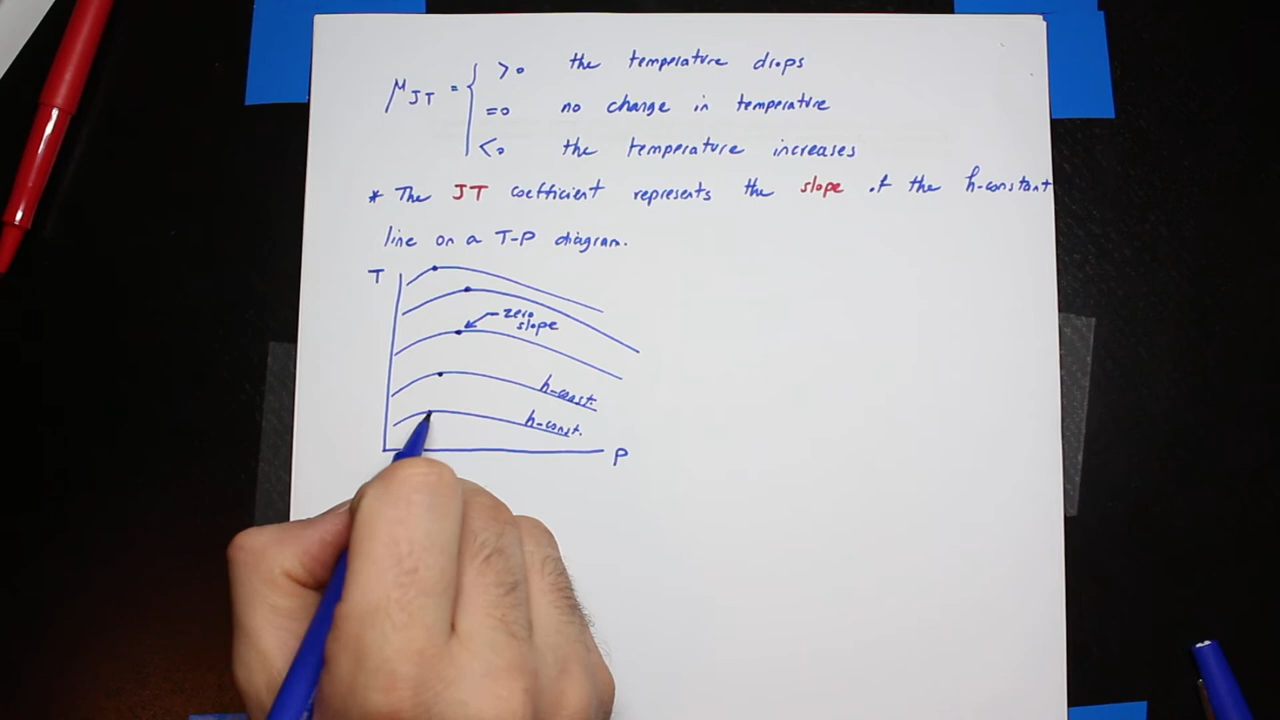 μJT = { >0 the temperature drops
=0 no change in temperature
<0 the temperature increases
* The JT coefficient represents the slope of the h-constant
line on a T-P diagram.
T
zero
slope
h-const.
h-const.
P